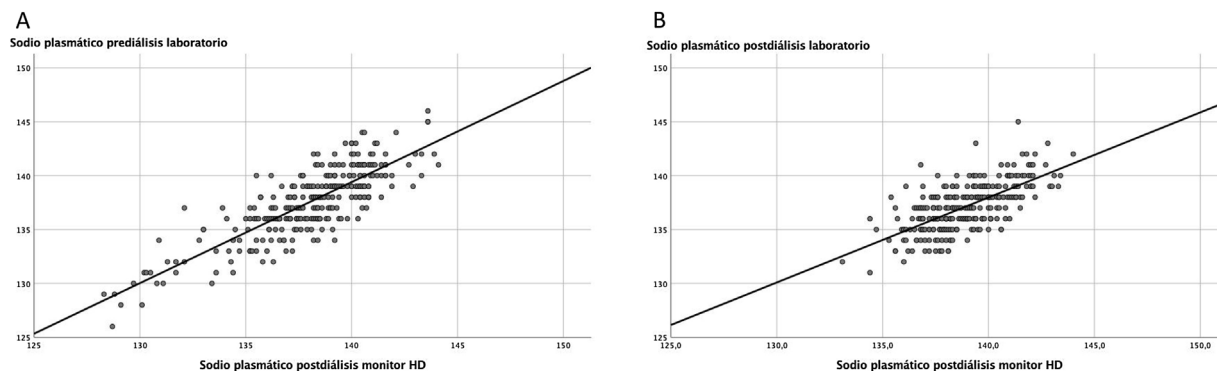 A
Sodio plasmático prediálisis laboratorio
150
145
140
135
130
125
125 130 135 140 145 150
Sodio plasmático postdiálisis monitor HD
B
Sodio plasmático postdiálisis laboratorio
150
145
140
135
130
125
125,0 130,0 135,0 140,0 145,0 150,0
Sodio plasmático postdiálisis monitor HD